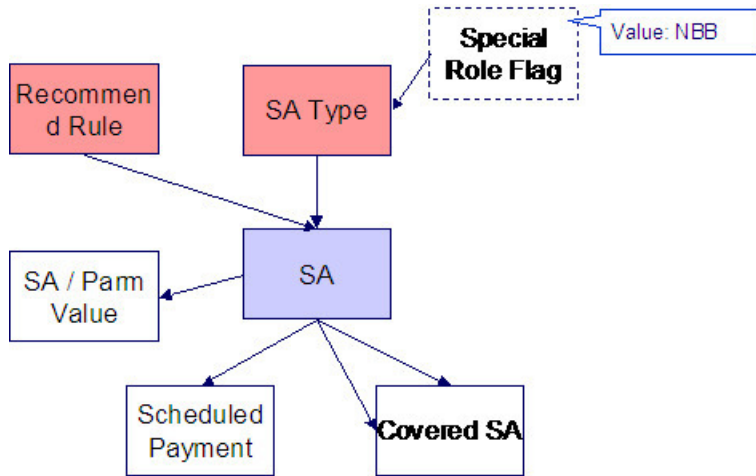 Special
Role Flag
Value: NBB
Recommen
d Rule
SA Type
SA
SA / Parm
Value
Scheduled
Payment
Covered SA